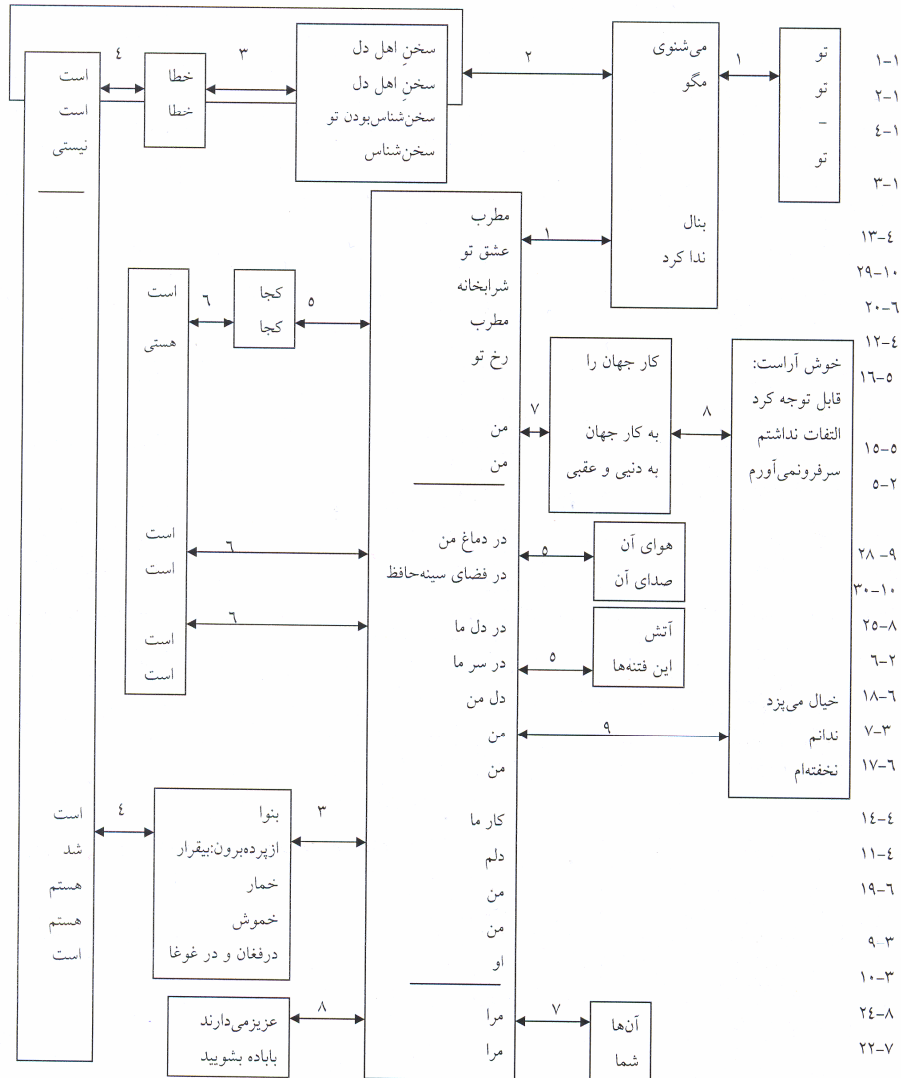 ۱-۱
۲-۱
۴-۱
۳-۱
۱۳-۴
۲۹-۱۰
۲۰-۶
۱۲-۴
۱۶-۵
۱۵-۵
۵-۲
۲۸-۹
۳۰-۱۰
۲۵-۸
۶-۲
۱۸-۶
۷-۳
۱۷-۶
۱۴-۴
۱۱-۴
۱۹-۶
۹-۳
۱۰-۳
۲۴-۸
۲۲-۷
تو
تو
-
تو
۱
می‌شنوی
مگو
بنال
ندا کرد
۲
سخنِ اهل دل
سخنِ اهل دل
سخن‌شناس‌بودن تو
سخن‌شناس
۳
خطا
خطا
۴
است
است
نیستی
۱
مطرب
عشق تو
شرابخانه
مطرب
رخ تو
من
من
در دماغ من
در فضای سینه‌حافظ
در دل ما
در سر ما
دل من
من
من
کار ما
دلم
من
من
او
مرا
مرا
۵
کجا
کجا
۶
است
هستی
است
است
است
است
۶
۶
۷
کار جهان را
به کار جهان
به دنیی و عقبی
۸
خوش آراست:
قابل توجه کرد
التفات نداشتم
سرفرونمی‌آورم
خیال می‌پزد
ندانم
نخفته‌ام
۵
هوای آن
صدای آن
۵
آتش
این فتنه‌ها
۹
۳
بنوا
ازپرده‌برون:بیقرار
خمار
خموش
درفغان و در غوغا
۴
است
شد
هستم
هستم
است
۷
آن‌ها
شما
۸
عزیزمی‌دارند
باباده بشویید